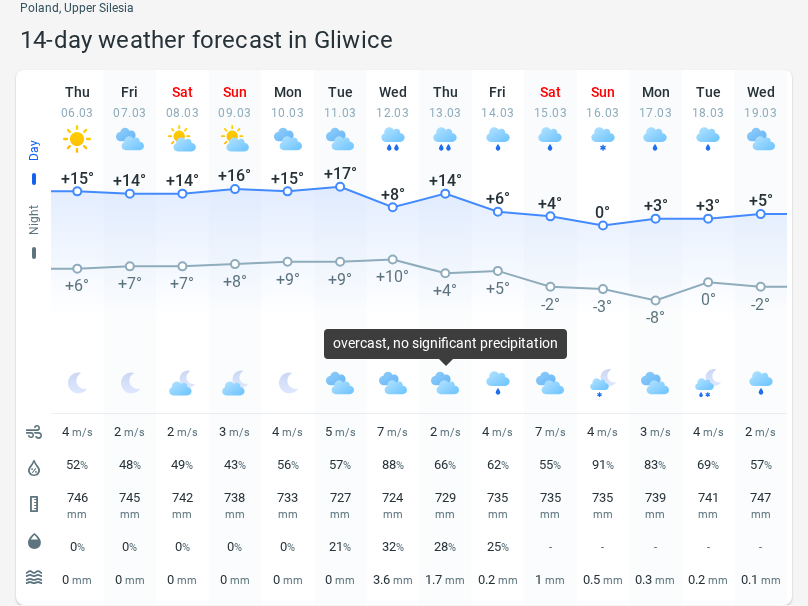 Poland, Upper Silesia
14-day weather forecast in Gliwice
Thu Fri Sat Sun Mon Tue Wed Thu Fri Sat Sun Mon Tue Wed
06.03 07.03 08.03 09.03 10.03 11.03 12.03 13.03 14.03 15.03 16.03 17.03 18.03 19.03
Day
+15° +14° +14° +16° +15° +17° +8° +14° +6° +4° 0° +3° +3° +5°
Night
+6° +7° +7° +8° +9° +9° +10° +4° +5° -2° -3° -8° 0° -2°
overcast, no significant precipitation
4 m/s 2 m/s 2 m/s 3 m/s 4 m/s 5 m/s 7 m/s 2 m/s 4 m/s 7 m/s 4 m/s 3 m/s 4 m/s 2 m/s
52% 48% 49% 43% 56% 57% 88% 66% 62% 55% 91% 83% 69% 57%
746 745 742 738 733 727 724 729 735 735 735 739 741 747
mm mm mm mm mm mm mm mm mm mm mm mm mm mm
0% 0% 0% 0% 0% 21% 32% 28% 25% - - - - -
0 mm 0 mm 0 mm 0 mm 0 mm 0 mm 3.6 mm 1.7 mm 0.2 mm 1 mm 0.5 mm 0.3 mm 0.2 mm 0.1 mm